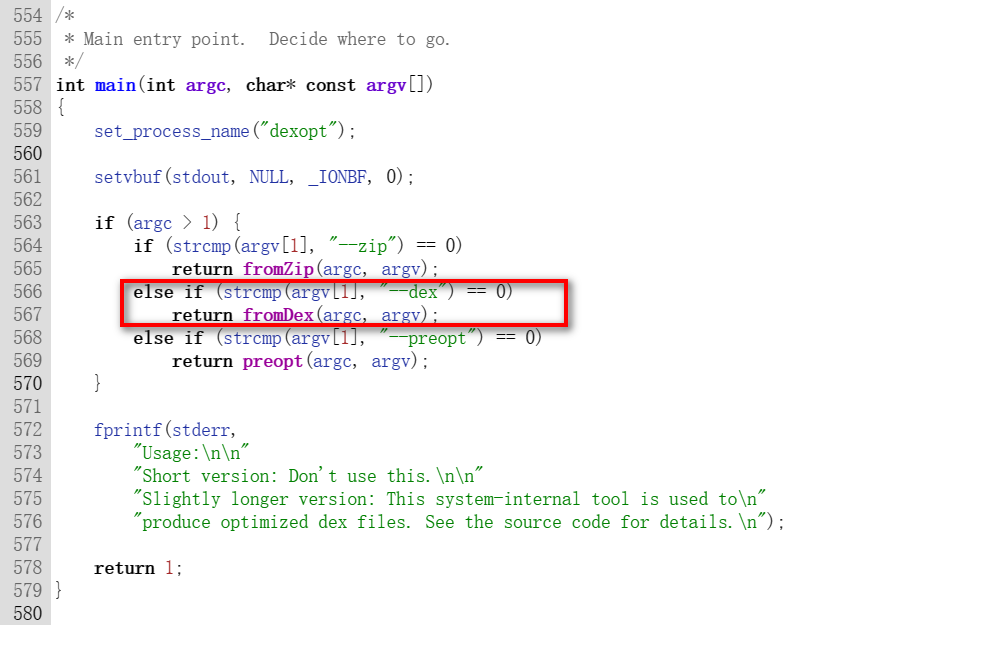 554 /*
555  * Main entry point.  Decide where to go.
556  */
557 int main(int argc, char* const argv[])
558 {
559     set_process_name("dexopt");
560
561     setvbuf(stdout, NULL, _IONBF, 0);
562
563     if (argc > 1) {
564         if (strcmp(argv[1], "--zip") == 0)
565             return fromZip(argc, argv);
566         else if (strcmp(argv[1], "--dex") == 0)
567             return fromDex(argc, argv);
568         else if (strcmp(argv[1], "--preopt") == 0)
569             return preopt(argc, argv);
570     }
571
572     fprintf(stderr,
573         "Usage:\n\n"
574         "Short version: Don't use this.\n\n"
575         "Slightly longer version: This system-internal tool is used to\n"
576         "produce optimized dex files. See the source code for details.\n");
577
578     return 1;
579 }
580